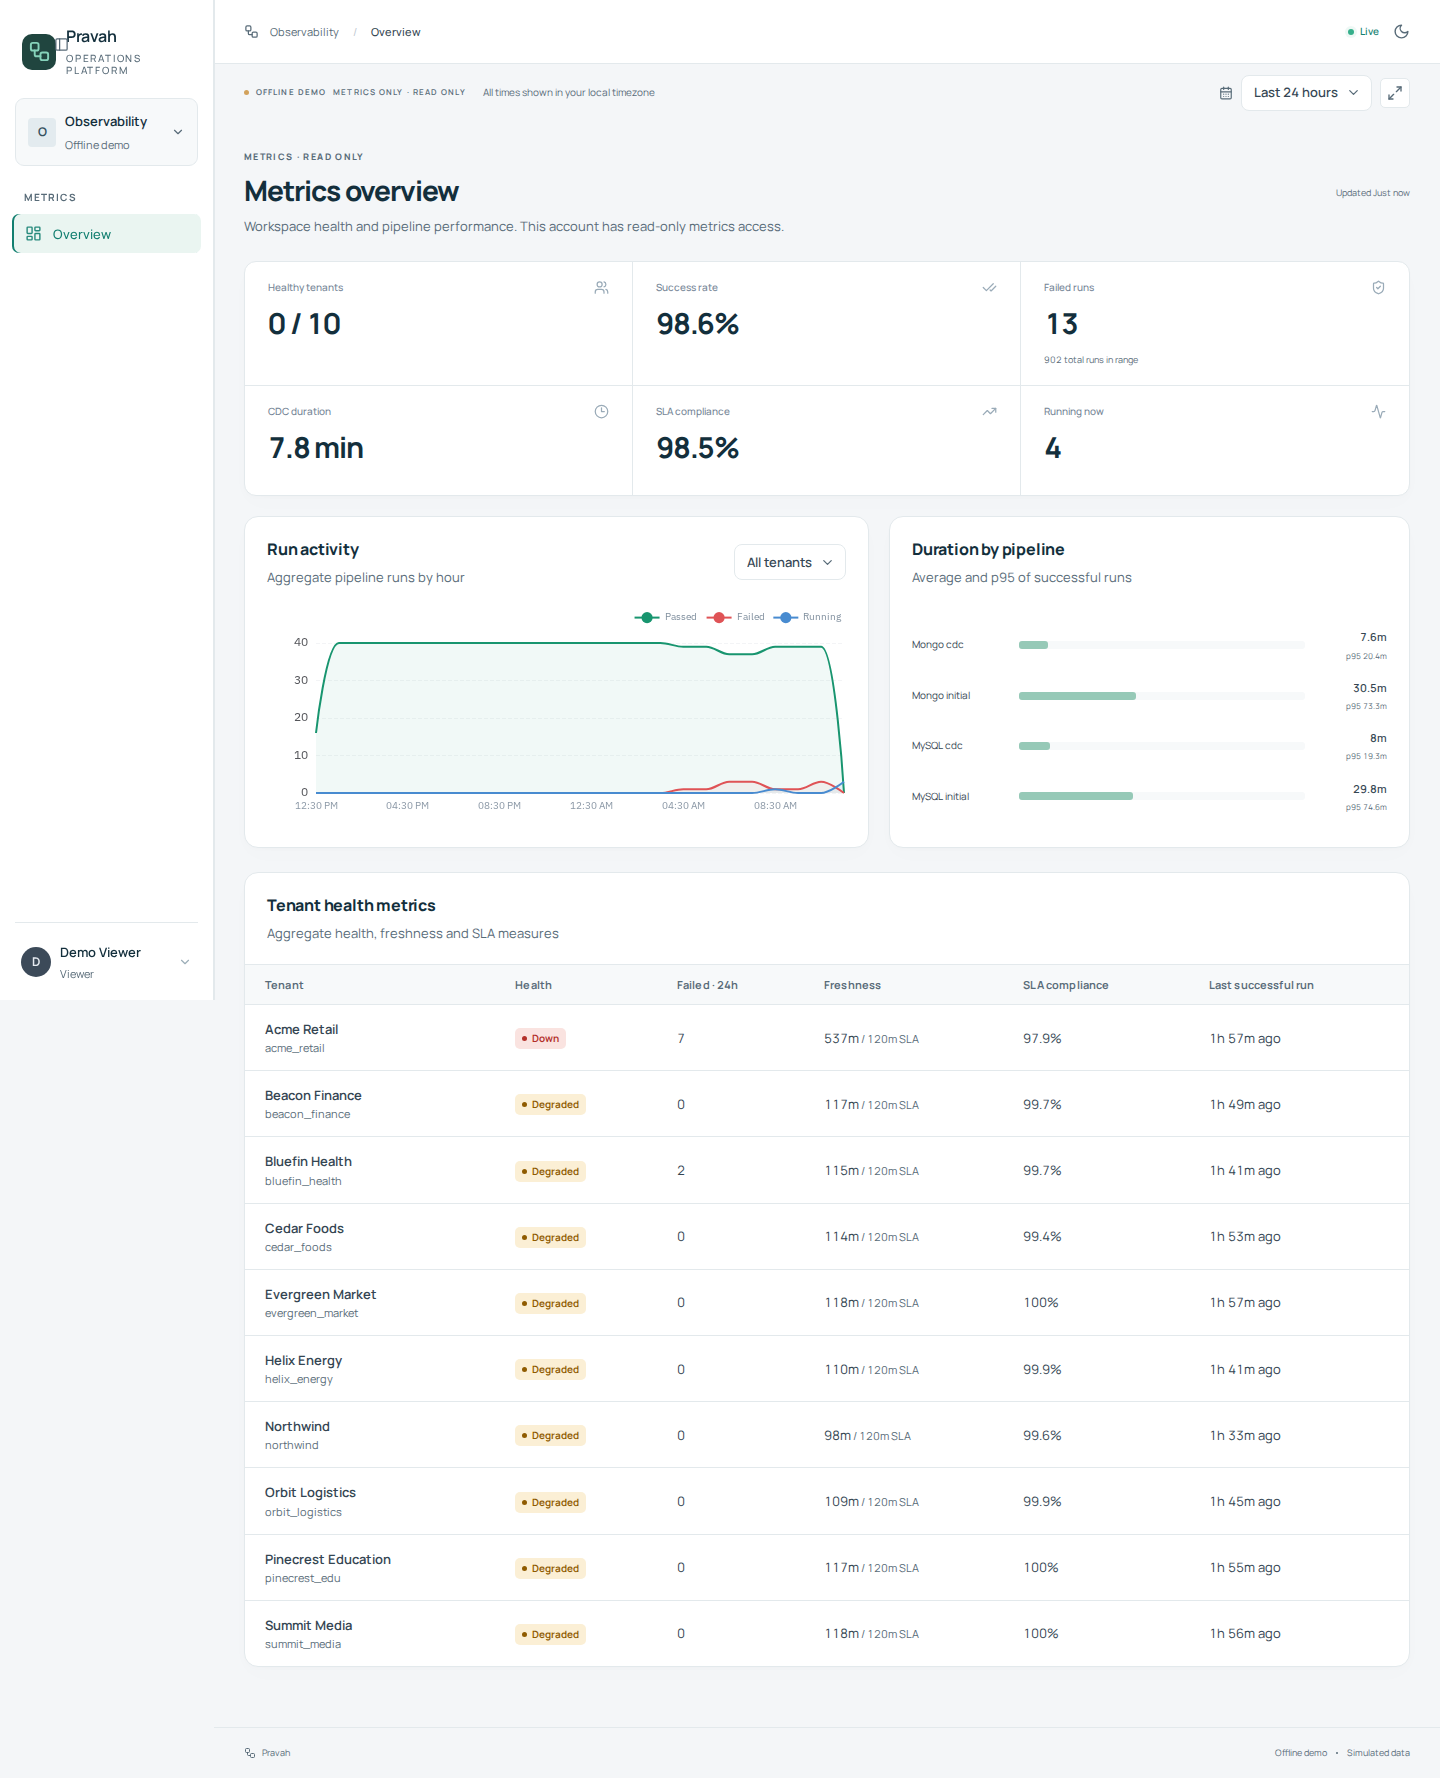 Pravah
OPERATIONS
PLATFORM
O
Observability
Offline demo
METRICS
Overview
D
Demo Viewer
Viewer
Observability / Overview
Live
OFFLINE DEMO METRICS ONLY · READ ONLY All times shown in your local timezone
Last 24 hours
METRICS · READ ONLY
Metrics overview
Updated Just now
Workspace health and pipeline performance. This account has read-only metrics access.
Healthy tenants
0 / 10
Success rate
98.6%
Failed runs
13
902 total runs in range
CDC duration
7.8 min
SLA compliance
98.5%
Running now
4
Run activity
Aggregate pipeline runs by hour
All tenants
Passed Failed Running
40
30
20
10
0
12:30 PM 04:30 PM 08:30 PM 12:30 AM 04:30 AM 08:30 AM
Duration by pipeline
Average and p95 of successful runs
Mongo cdc 7.6m
p95 20.4m
Mongo initial 30.5m
p95 73.3m
MySQL cdc 8m
p95 19.3m
MySQL initial 29.8m
p95 74.6m
Tenant health metrics
Aggregate health, freshness and SLA measures
Tenant Health Failed · 24h Freshness SLA compliance Last successful run
Acme Retail
acme_retail
Down 7 537m / 120m SLA 97.9% 1h 57m ago
Beacon Finance
beacon_finance
Degraded 0 117m / 120m SLA 99.7% 1h 49m ago
Bluefin Health
bluefin_health
Degraded 2 115m / 120m SLA 99.7% 1h 41m ago
Cedar Foods
cedar_foods
Degraded 0 114m / 120m SLA 99.4% 1h 53m ago
Evergreen Market
evergreen_market
Degraded 0 118m / 120m SLA 100% 1h 57m ago
Helix Energy
helix_energy
Degraded 0 110m / 120m SLA 99.9% 1h 41m ago
Northwind
northwind
Degraded 0 98m / 120m SLA 99.6% 1h 33m ago
Orbit Logistics
orbit_logistics
Degraded 0 109m / 120m SLA 99.9% 1h 45m ago
Pinecrest Education
pinecrest_edu
Degraded 0 117m / 120m SLA 100% 1h 55m ago
Summit Media
summit_media
Degraded 0 118m / 120m SLA 100% 1h 56m ago
Pravah
Offline demo • Simulated data